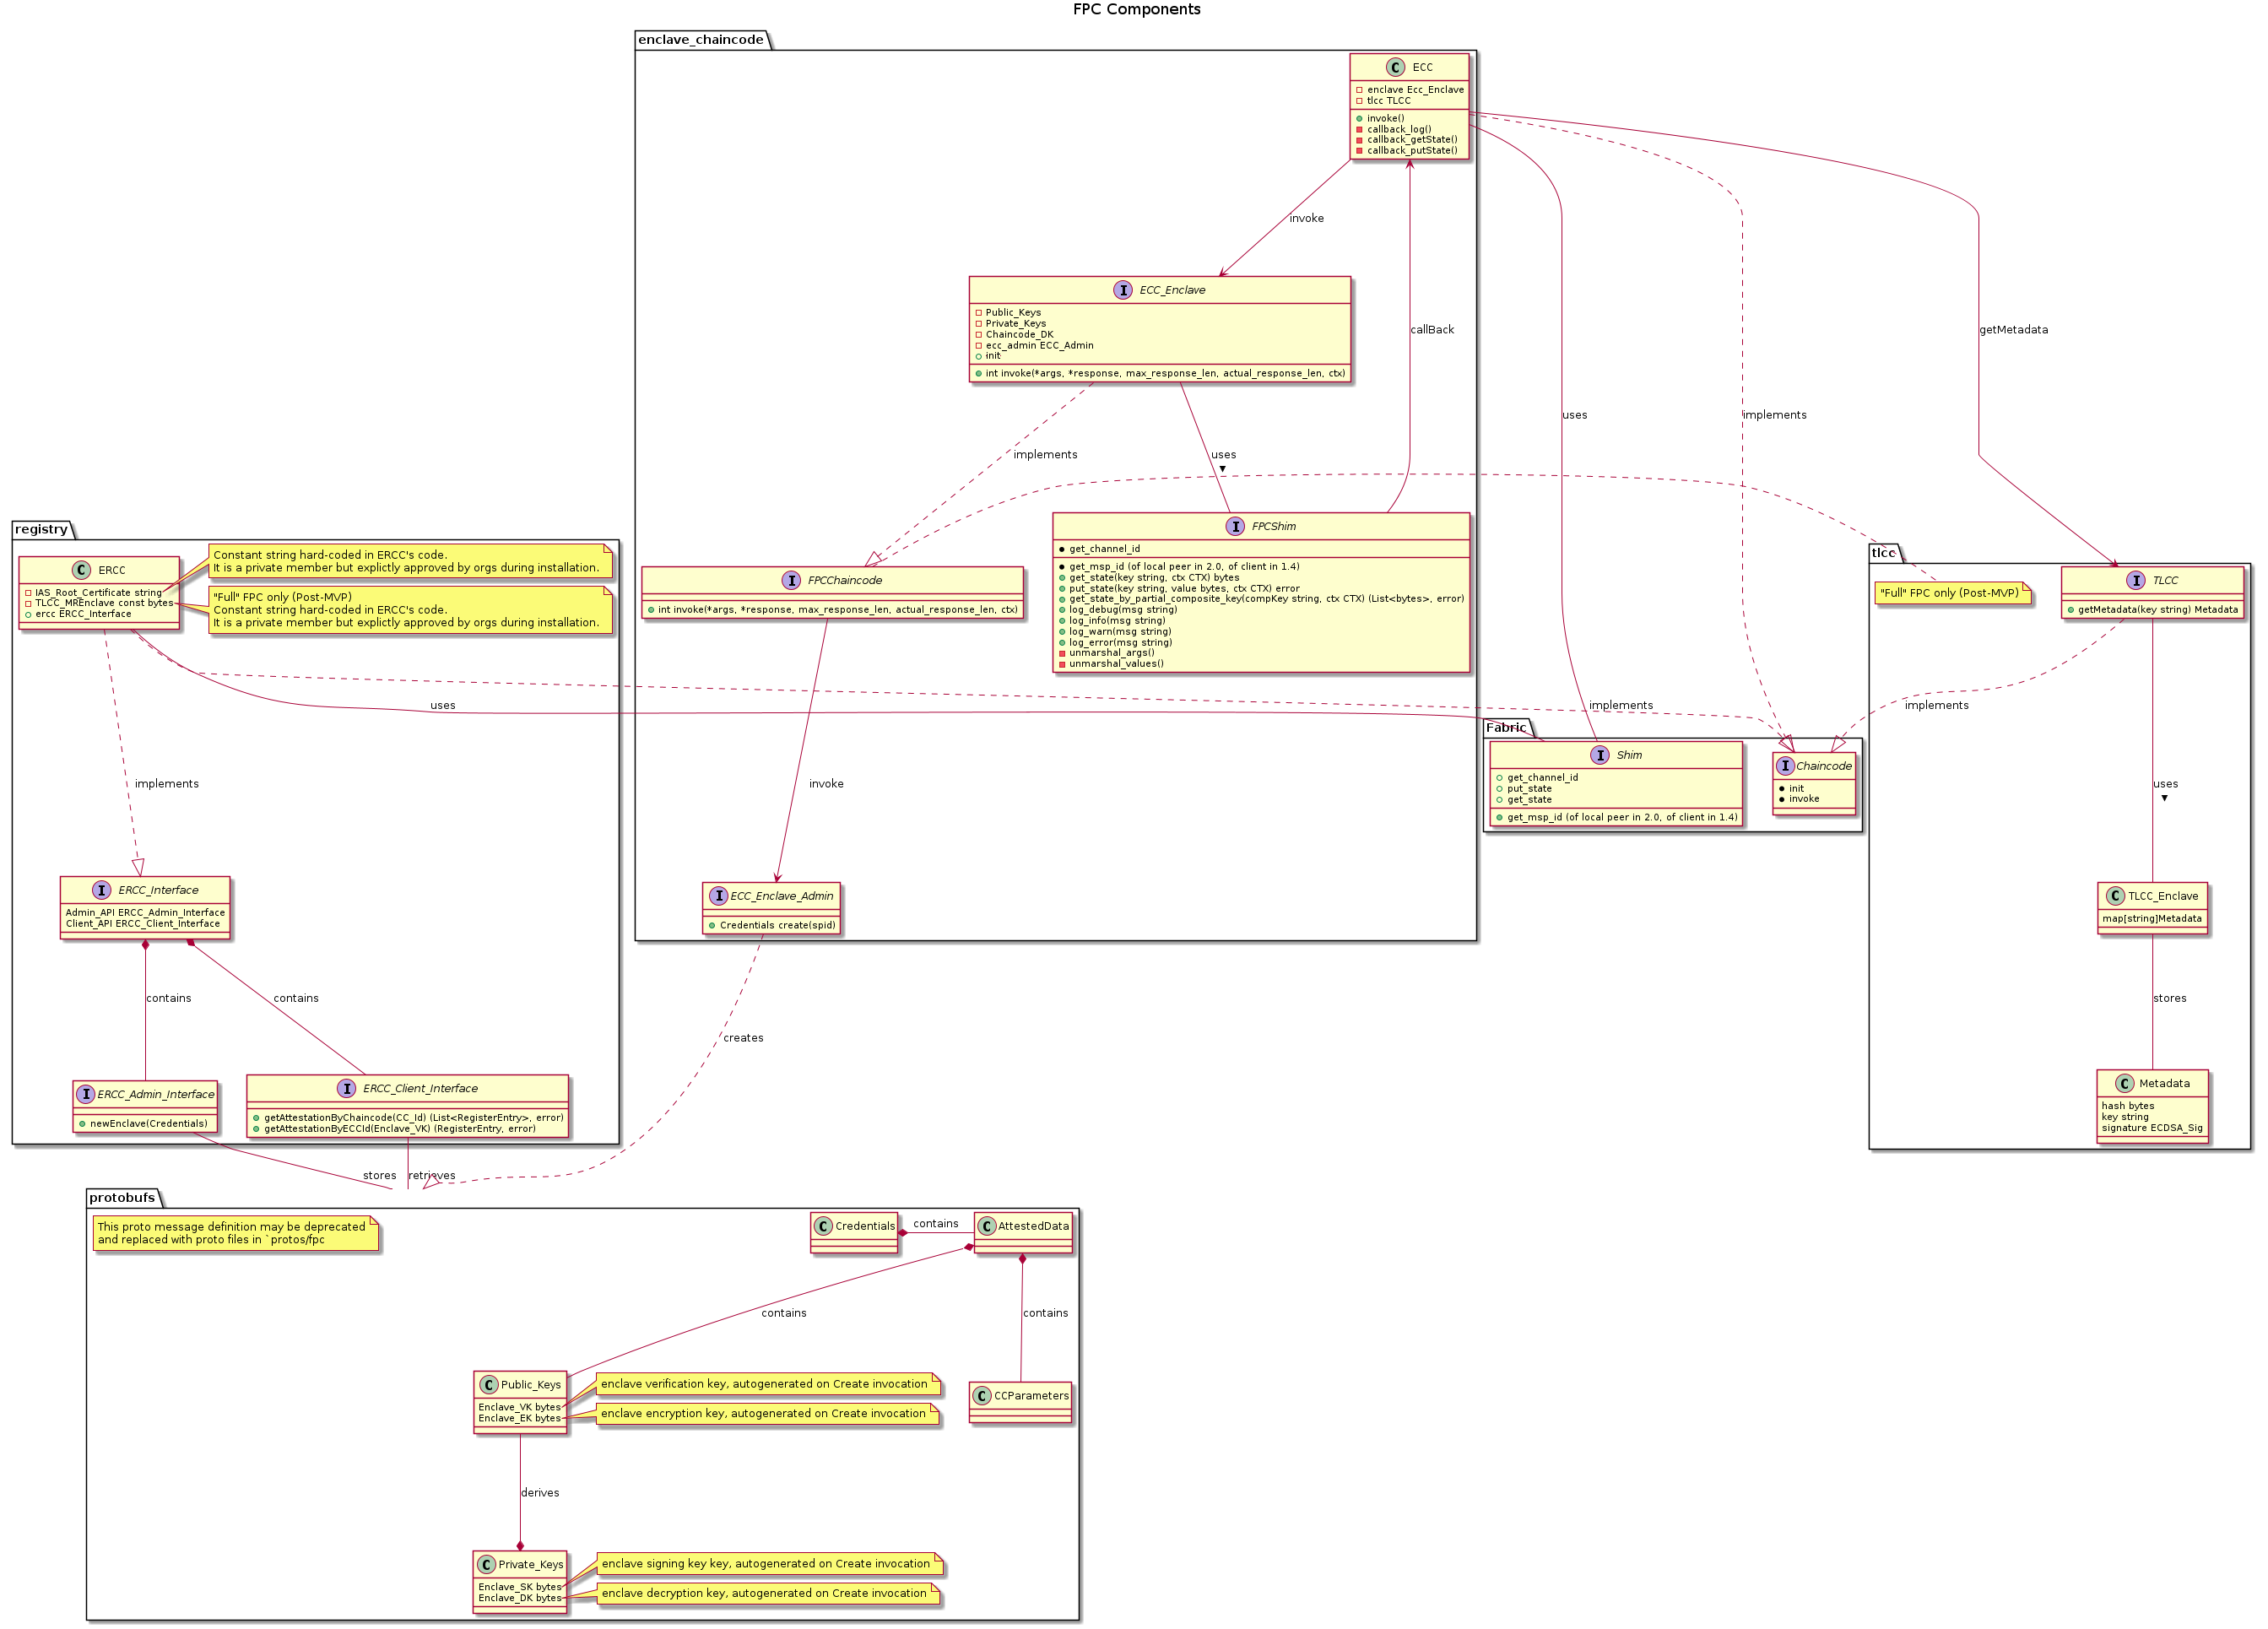 FPC Components
enclave_chaincode
C ECC
enclave Ecc_Enclave
tlcc TLCC
invoke()
callback_log()
callback_getState()
callback_putState()
invoke
I ECC_Enclave
Public_Keys
Private_Keys
Chaincode_DK
ecc_admin ECC_Admin
init
int invoke(*args, *response, max_response_len, actual_response_len, ctx)
callBack
getMetadata
uses
implements
implements
uses
I FPCShim
get_channel_id
get_msp_id (of local peer in 2.0, of client in 1.4)
get_state(key string, ctx CTX) bytes
put_state(key string, value bytes, ctx CTX) error
get_state_by_partial_composite_key(compKey string, ctx CTX) (List<bytes>, error)
log_debug(msg string)
log_info(msg string)
log_warn(msg string)
log_error(msg string)
unmarshal_args()
unmarshal_values()
I FPCChaincode
int invoke(*args, *response, max_response_len, actual_response_len, ctx)
invoke
I ECC_Enclave_Admin
Credentials create(spid)
creates
registry
C ERCC
IAS_Root_Certificate string
TLCC_MREnclave const bytes
ercc ERCC_Interface
Constant string hard-coded in ERCC's code.
It is a private member but explictly approved by orgs during installation.
"Full" FPC only (Post-MVP)
Constant string hard-coded in ERCC's code.
It is a private member but explictly approved by orgs during installation.
uses
implements
implements
I ERCC_Interface
Admin_API ERCC_Admin_Interface
Client_API ERCC_Client_Interface
contains
contains
I ERCC_Admin_Interface
newEnclave(Credentials)
I ERCC_Client_Interface
getAttestationByChaincode(CC_Id) (List<RegisterEntry>, error)
getAttestationByECCId(Enclave_VK) (RegisterEntry, error)
stores
retrieves
Fabric
I Shim
get_channel_id
put_state
get_state
get_msp_id (of local peer in 2.0, of client in 1.4)
I Chaincode
init
invoke
tlcc
"Full" FPC only (Post-MVP)
I TLCC
getMetadata(key string) Metadata
implements
uses
C TLCC_Enclave
map[string]Metadata
stores
C Metadata
hash bytes
key string
signature ECDSA_Sig
protobufs
This proto message definition may be deprecated
and replaced with proto files in `protos/fpc
C Credentials
contains
C AttestedData
contains
contains
C Public_Keys
Enclave_VK bytes
Enclave_EK bytes
enclave verification key, autogenerated on Create invocation
enclave encryption key, autogenerated on Create invocation
C CCParameters
derives
C Private_Keys
Enclave_SK bytes
Enclave_DK bytes
enclave signing key key, autogenerated on Create invocation
enclave decryption key, autogenerated on Create invocation